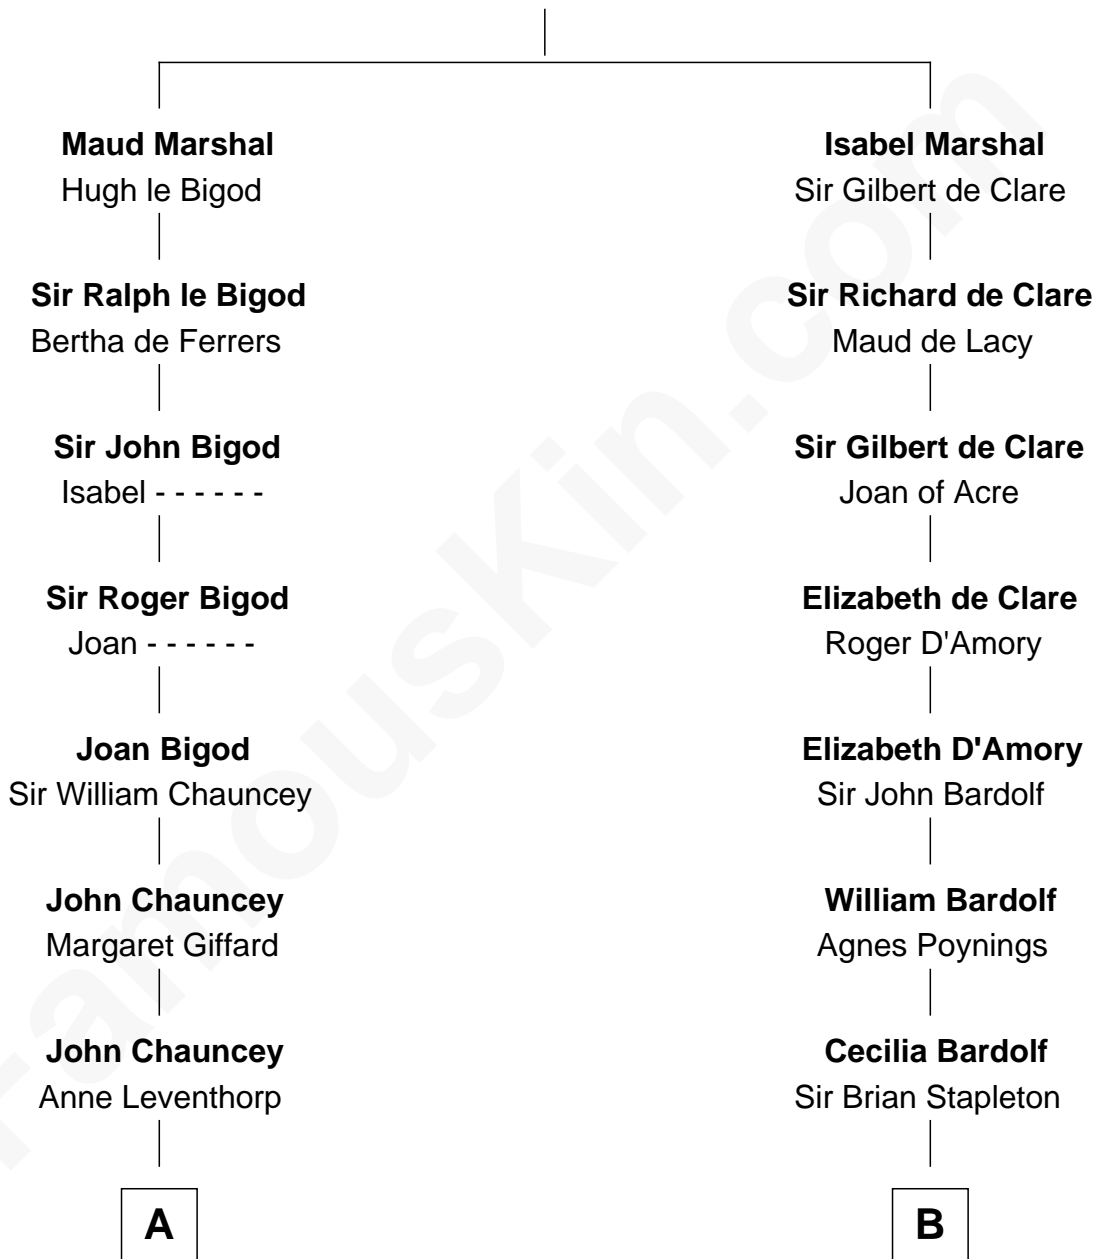 Maud Marshal
Hugh le Bigod
Isabel Marshal
Sir Gilbert de Clare
Sir Ralph le Bigod
Bertha de Ferrers
Sir Richard de Clare
Maud de Lacy
Sir John Bigod
Isabel - - - - - -
Sir Gilbert de Clare
Joan of Acre
Sir Roger Bigod
Joan - - - - - -
Elizabeth de Clare
Roger D'Amory
Joan Bigod
Sir William Chauncey
Elizabeth D'Amory
Sir John Bardolf
John Chauncey
Margaret Giffard
William Bardolf
Agnes Poynings
John Chauncey
Anne Leventhorp
Cecilia Bardolf
Sir Brian Stapleton
A
B
FamousKin.com